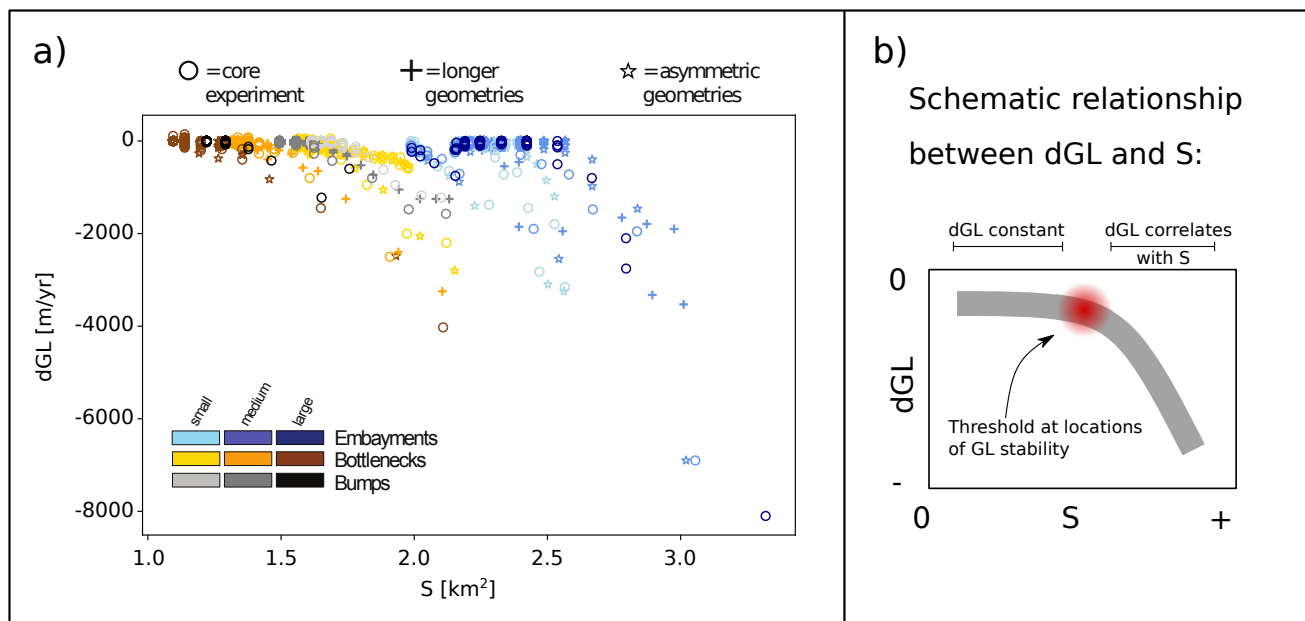 a)
=core
experiment
=longer
geometries
=asymmetric
geometries
0
-2000
-4000
-6000
-8000
dGL [m/yr]
small
medium
large
Embayments
Bottlenecks
Bumps
1.0
1.5
2.0
2.5
3.0
S [km²]
b)
Schematic relationship
between dGL and S:
dGL constant
dGL correlates
with S
0
dGL
-
Threshold at locations
of GL stability
0
S
+